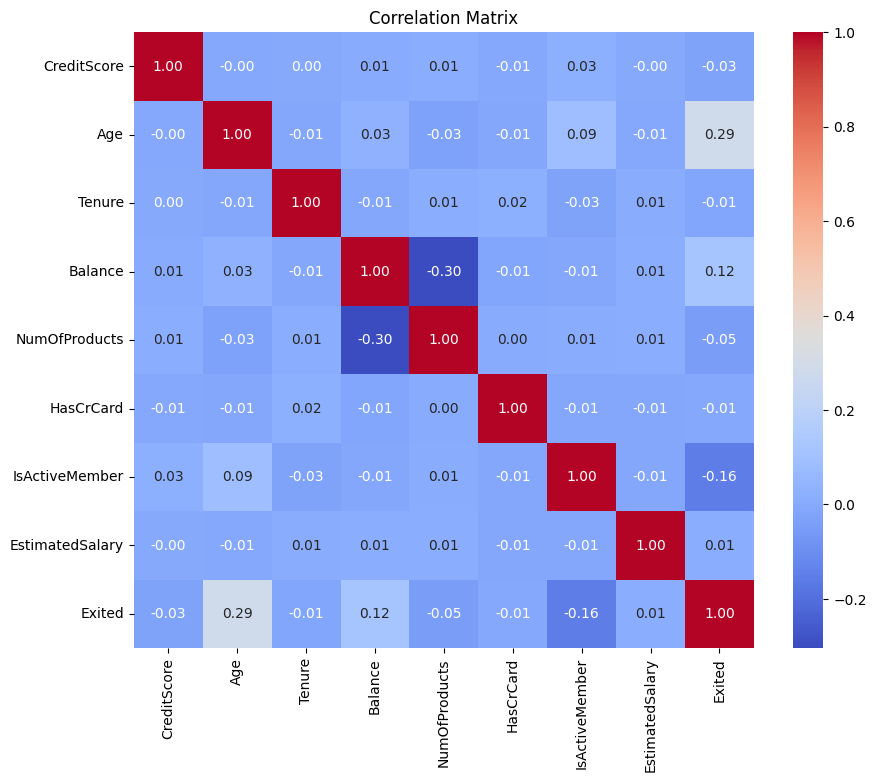 Correlation Matrix
CreditScore 1.00 -0.00 0.00 0.01 0.01 -0.01 0.03 -0.00 -0.03
Age -0.00 1.00 -0.01 0.03 -0.03 -0.01 0.09 -0.01 0.29
Tenure 0.00 -0.01 1.00 -0.01 0.01 0.02 -0.03 0.01 -0.01
Balance 0.01 0.03 -0.01 1.00 -0.30 -0.01 -0.01 0.01 0.12
NumOfProducts 0.01 -0.03 0.01 -0.30 1.00 0.00 0.01 0.01 -0.05
HasCrCard -0.01 -0.01 0.02 -0.01 0.00 1.00 -0.01 -0.01 -0.01
IsActiveMember 0.03 0.09 -0.03 -0.01 0.01 -0.01 1.00 -0.01 -0.16
EstimatedSalary -0.00 -0.01 0.01 0.01 0.01 -0.01 -0.01 1.00 0.01
Exited -0.03 0.29 -0.01 0.12 -0.05 -0.01 -0.16 0.01 1.00
CreditScore
Age
Tenure
Balance
NumOfProducts
HasCrCard
IsActiveMember
EstimatedSalary
Exited
1.0
0.8
0.6
0.4
0.2
0.0
−0.2